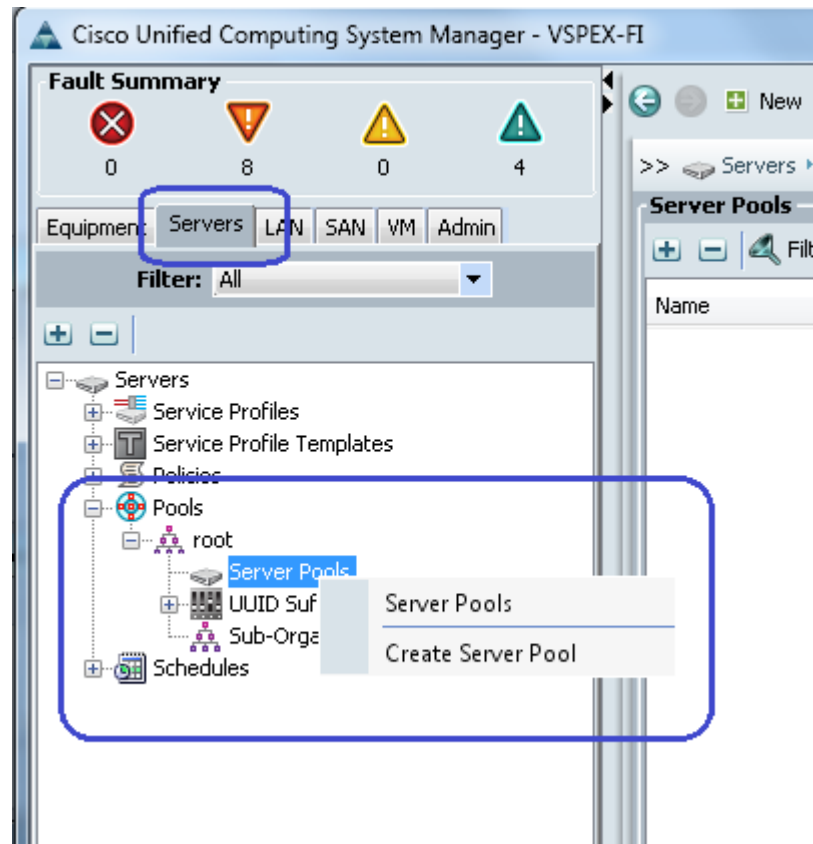 Cisco Unified Computing System Manager - VSPEX-FI
Fault Summary
0 8 0 4
Equipment Servers LAN SAN VM Admin
Filter: All
Servers
Service Profiles
Service Profile Templates
Policies
Pools
root
Server Pools
UUID Suf
Sub-Orga
Schedules
Server Pools
Create Server Pool
New
>> Servers
Server Pools
Filt
Name